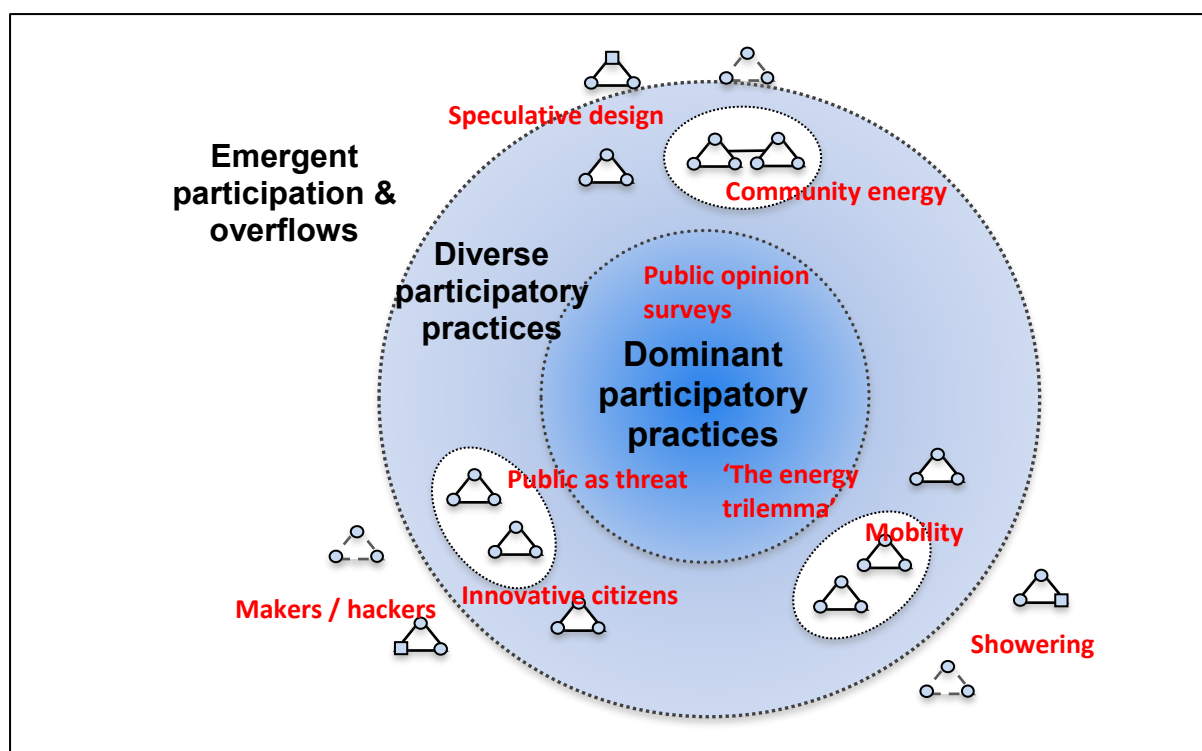 Speculative design
Emergent
participation &
overflows
Community energy
Diverse
participatory
practices
Public opinion
surveys
Dominant
participatory
practices
Public as threat
‘The energy
trilemma’
Mobility
Innovative citizens
Makers / hackers
Showering